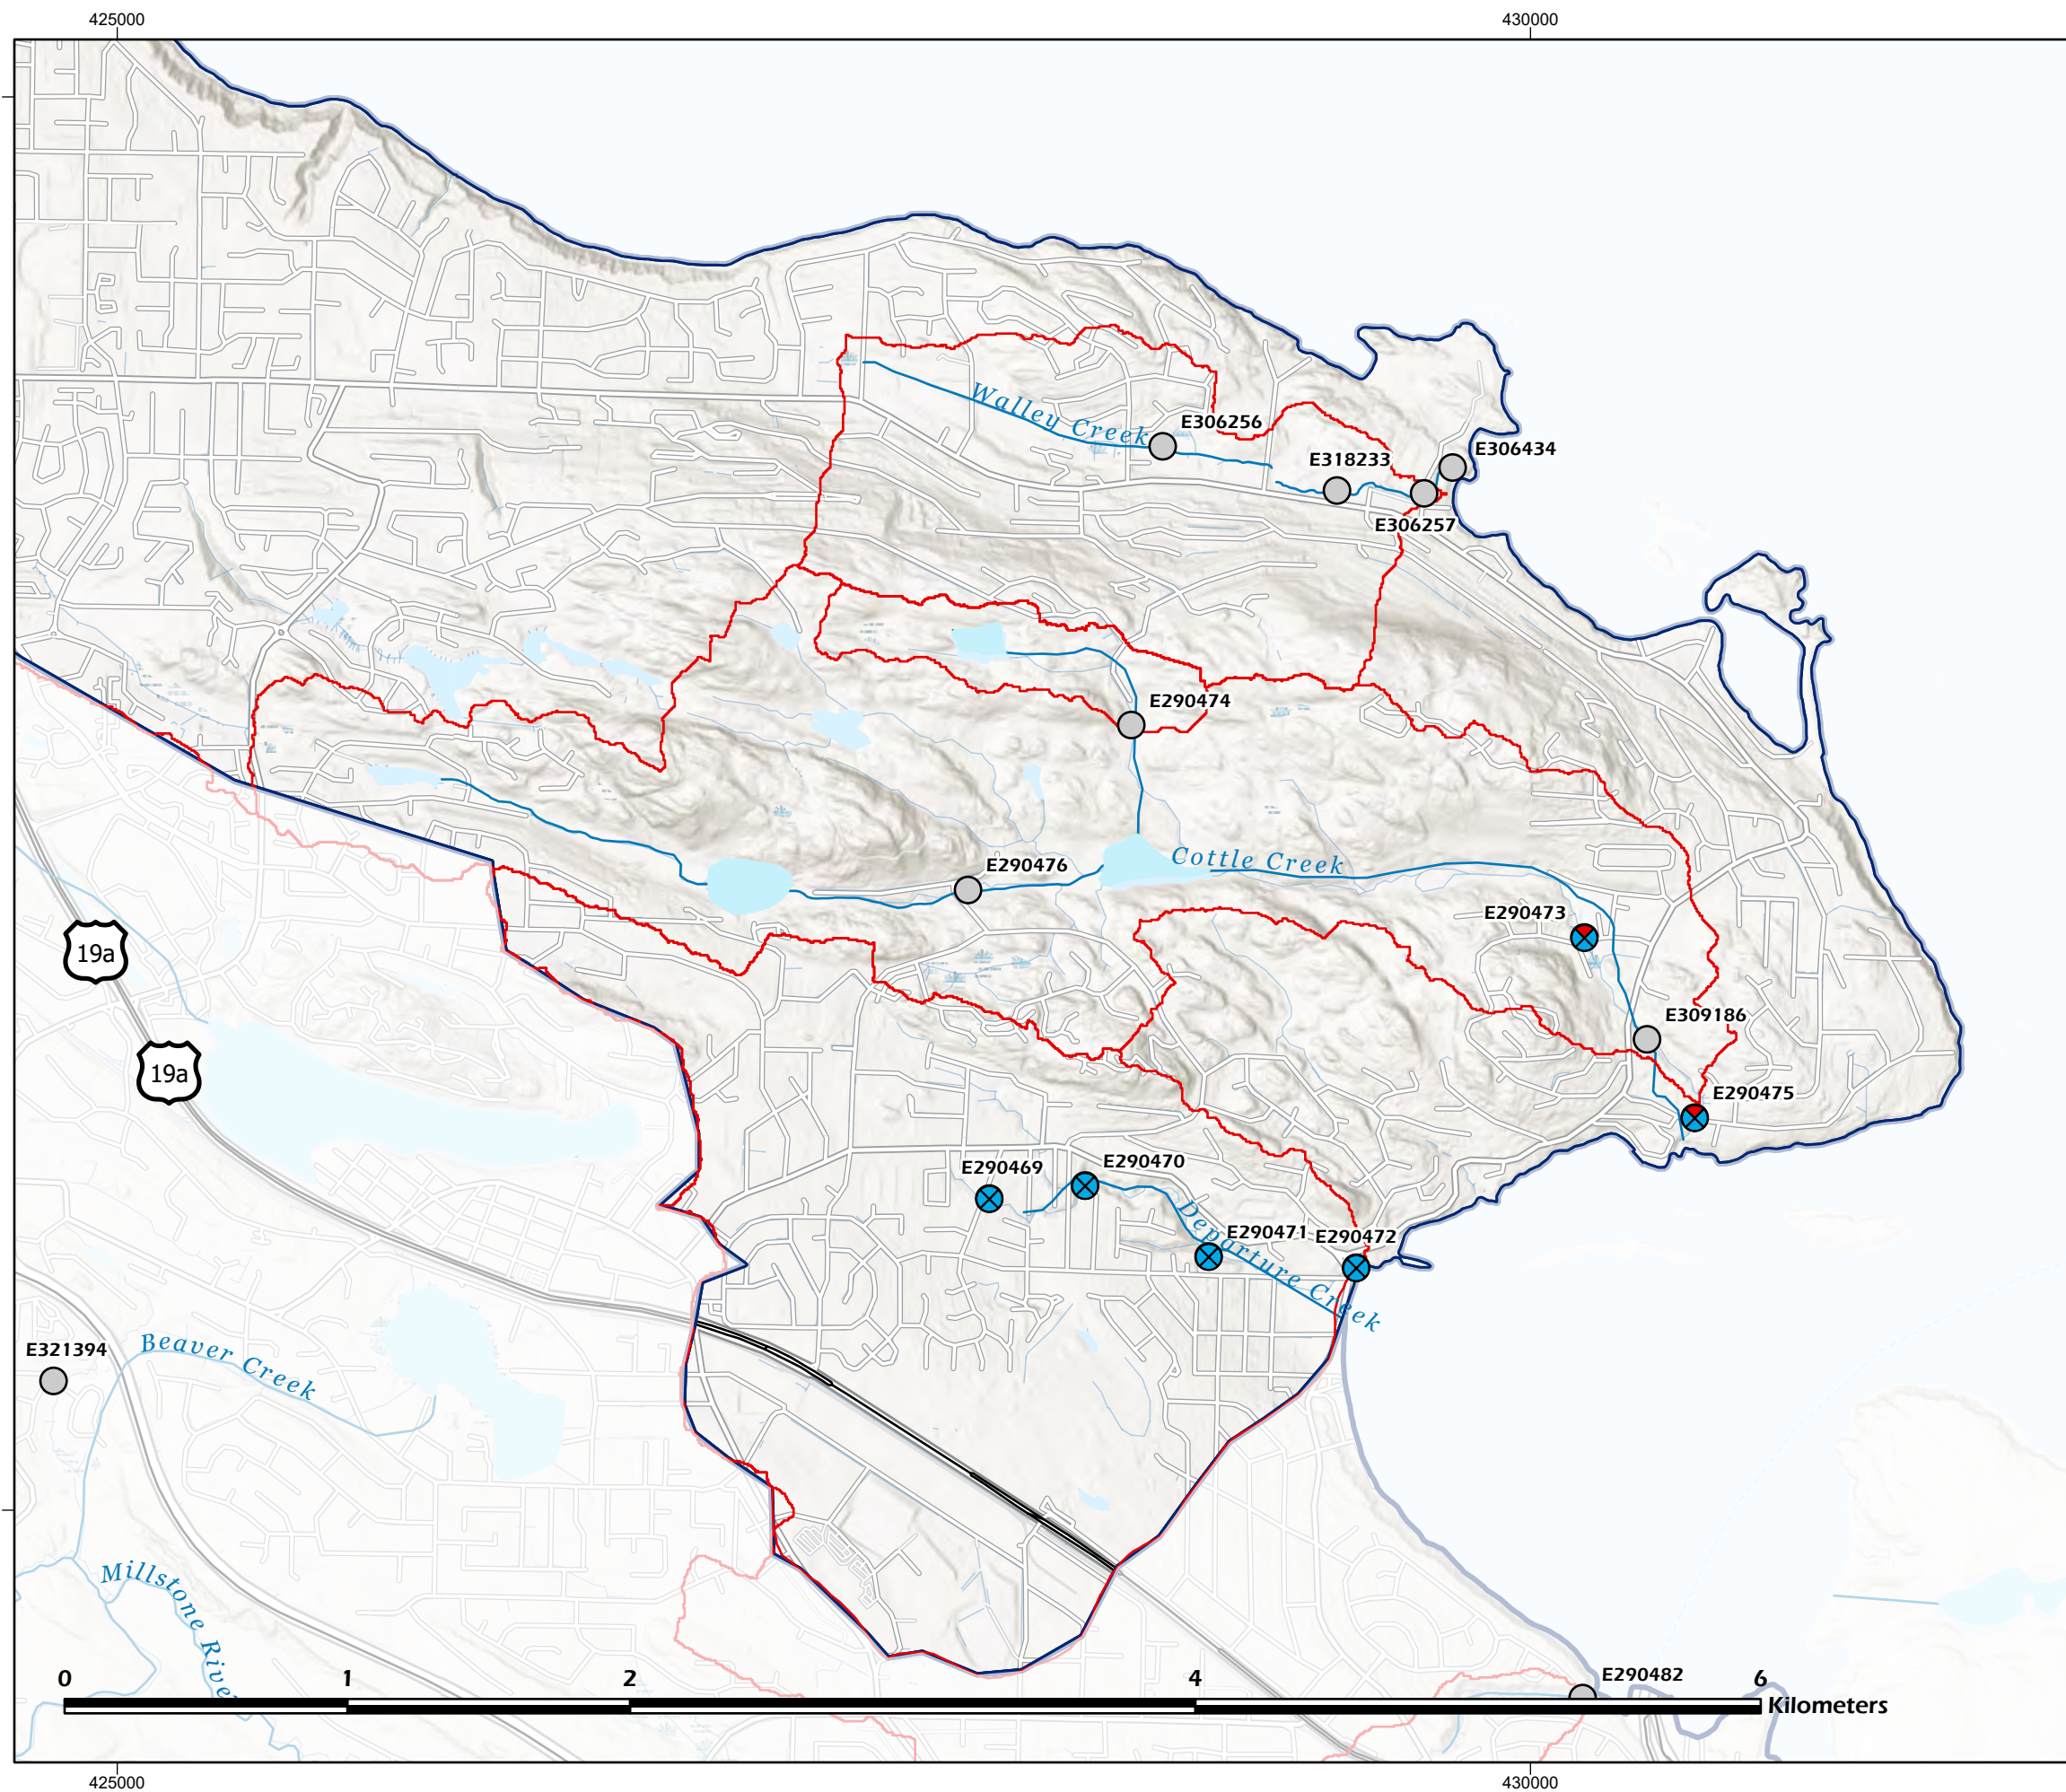 425000
430000
Walley Creek
E306256
E306434
E318233
E306257
E290474
E290476
Cottle Creek
E290473
19a
E309186
19a
E290475
E290469
E290470
Departure Creek
E290471
E290472
Beaver Creek
E321394
Millstone River
E290482
0 1 2 4 6
Kilometers
425000
430000